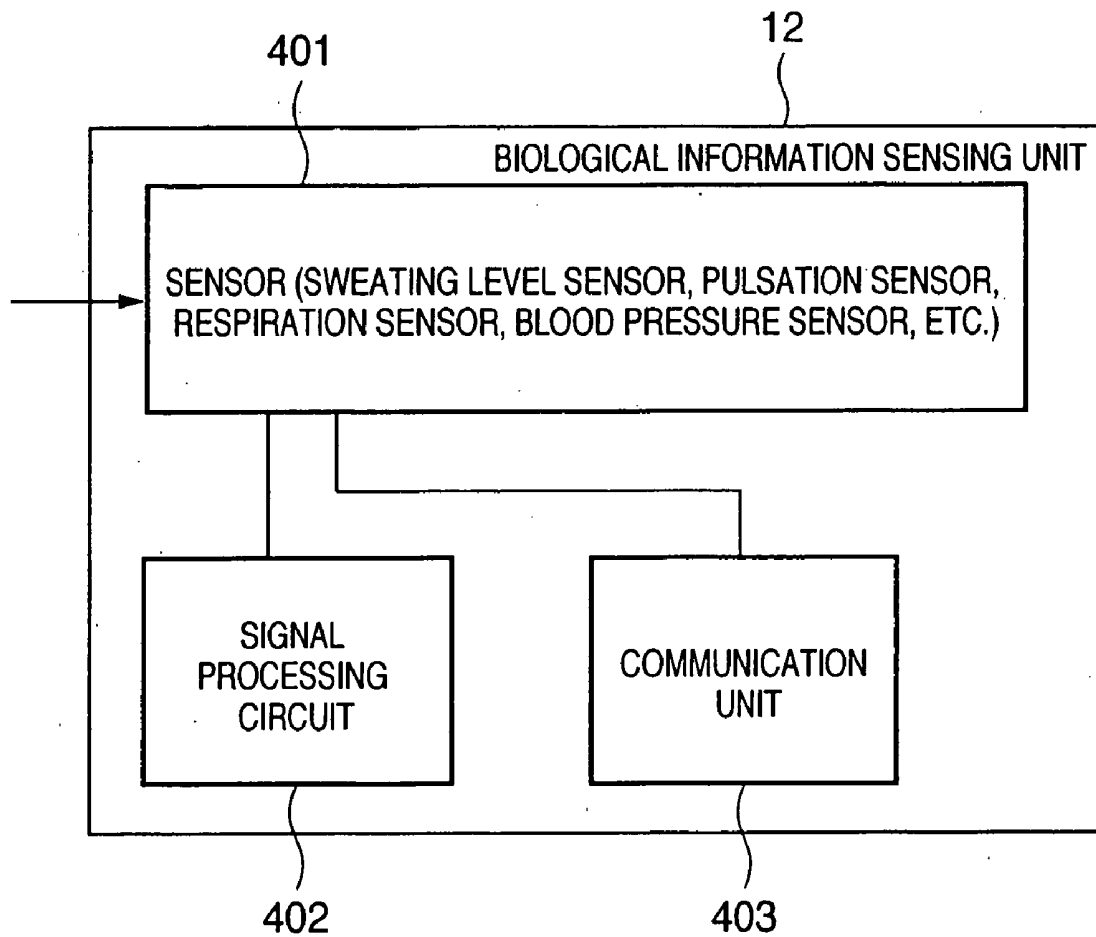 401
12
BIOLOGICAL INFORMATION SENSING UNIT
SENSOR (SWEATING LEVEL SENSOR, PULSATION SENSOR,
RESPIRATION SENSOR, BLOOD PRESSURE SENSOR, ETC.)
SIGNAL
PROCESSING
CIRCUIT
COMMUNICATION
UNIT
402
403